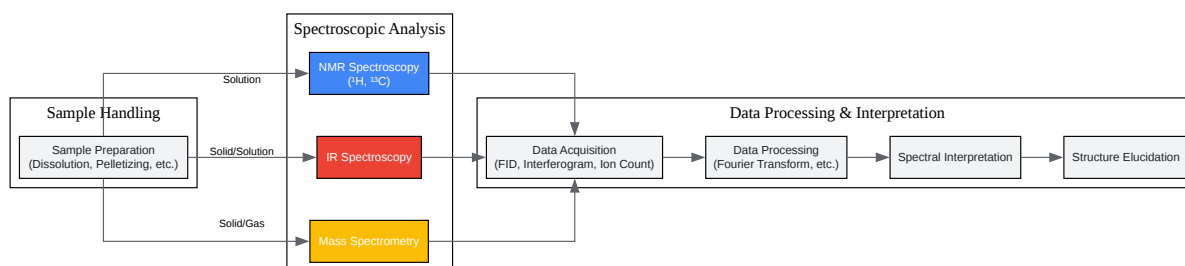 Spectroscopic Analysis
NMR Spectroscopy
(¹H, ¹³C)
Solution
Sample Handling
Data Processing & Interpretation
Sample Preparation
(Dissolution, Pelletizing, etc.)
Solid/Solution
IR Spectroscopy
Data Acquisition
(FID, Interferogram, Ion Count)
Data Processing
(Fourier Transform, etc.)
Spectral Interpretation
Structure Elucidation
Solid/Gas
Mass Spectrometry